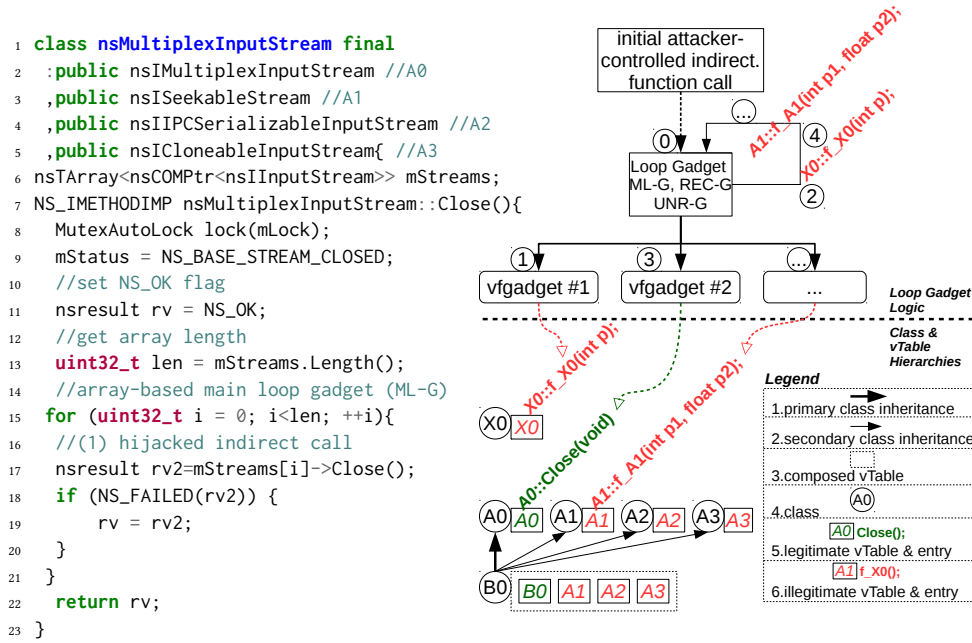 1 class nsMultiplexInputStream final
2 :public nsIMultiplexInputStream //A0
3 ,public nsISeekableStream //A1
4 ,public nsIIPCSerializableInputStream //A2
5 ,public nsICloneableInputStream{ //A3
6 nsTArray<nsCOMPtr<nsIInputStream>> mStreams;
7 NS_IMETHODIMP nsMultiplexInputStream::Close(){
8 MutexAutoLock lock(mLock);
9 mStatus = NS_BASE_STREAM_CLOSED;
10 //set NS_OK flag
11 nsresult rv = NS_OK;
12 //get array length
13 uint32_t len = mStreams.Length();
14 //array-based main loop gadget (ML-G)
15 for (uint32_t i = 0; i<len; ++i){
16 //(1) hijacked indirect call
17 nsresult rv2=mStreams[i]->Close();
18 if (NS_FAILED(rv2)) {
19 rv = rv2;
20 }
21 }
22 return rv;
23 }
initial attacker-
controlled indirect.
function call
...
A1::f_A1(int p1, float p2);
X0::f_X0(int p);
0
4
2
Loop Gadget
ML-G, REC-G
UNR-G
1
3
...
vfgadget #1
vfgadget #2
...
Loop Gadget
Logic
Class &
vTable
Hierarchies
X0::f_X0(int p);
A0::Close(void)
A1::f_A1(int p1, float p2);
X0 X0
A0 A0 A1 A1 A2 A2 A3 A3
B0 B0 A1 A2 A3
Legend
1.primary class inheritance
2.secondary class inheritance
3.composed vTable
A0
4.class
A0 Close();
5.legitimate vTable & entry
A1 f_X0();
6.illegitimate vTable & entry